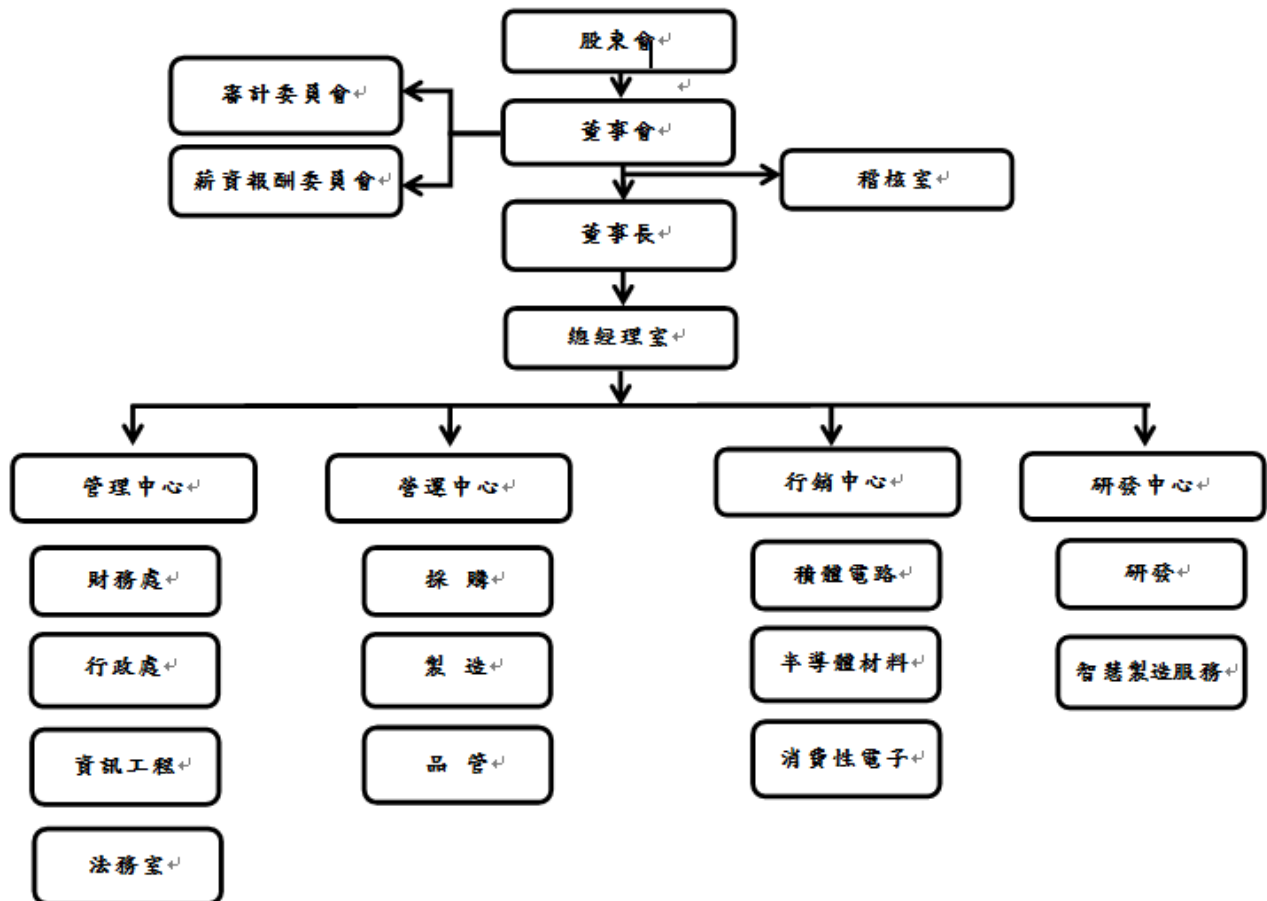 股東會
審計委員會
董事會
薪資報酬委員會
稽核室
董事長
總經理室
管理中心
營運中心
行銷中心
研發中心
財務處
採 購
積體電路
研發
行政處
製 造
半導體材料
智慧製造服務
資訊工程
品 管
消費性電子
法務室